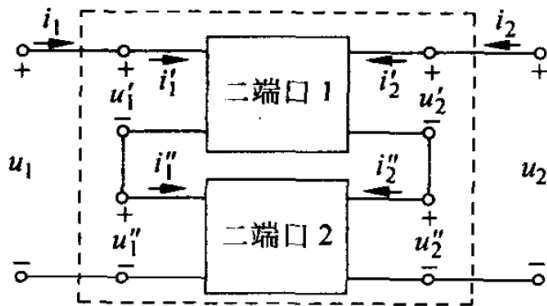 i₁ i₂
+ + i₁′ 二端口 1 i₂′ + +
u₁′ u₂′
− −
u₁ i₁″ i₂″ u₂
+ +
u₁″ 二端口 2 u₂″
− − − −